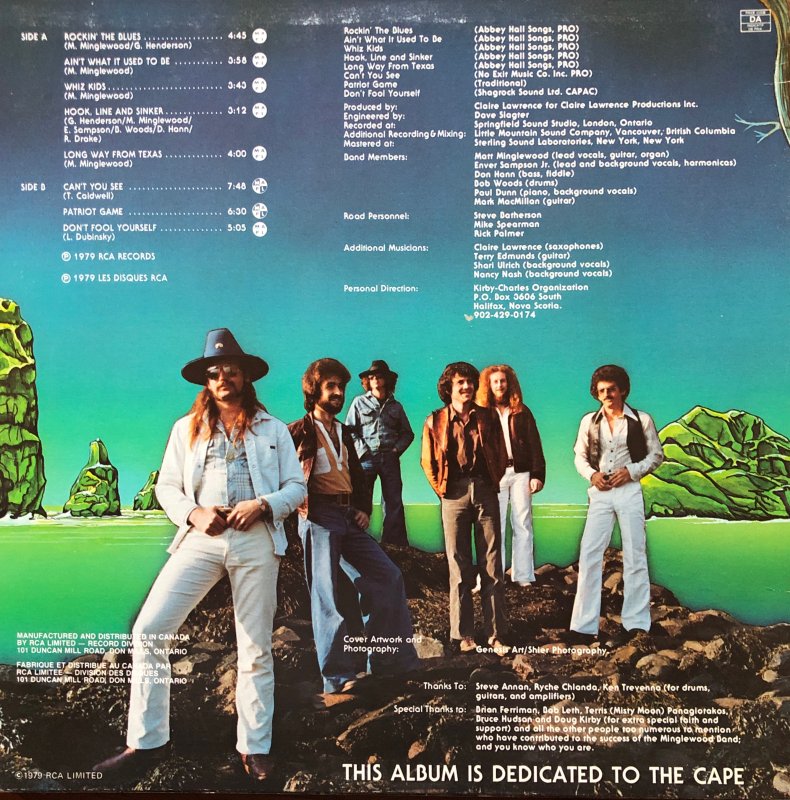 SIDE A
ROCKIN' THE BLUES 4:45
(M. Minglewood/G. Henderson)
AIN'T WHAT IT USED TO BE 3:58
(M. Minglewood)
WHIZ KIDS 3:43
(M. Minglewood)
HOOK, LINE AND SINKER 3:12
(G. Henderson/M. Minglewood/
E. Sampson/B. Woods/D. Hann/
R. Drake)
LONG WAY FROM TEXAS 4:00
(M. Minglewood)
SIDE B
CAN'T YOU SEE 7:48
(T. Caldwell)
PATRIOT GAME 6:30
DON'T FOOL YOURSELF 5:05
(L. Dubinsky)
Ⓟ 1979 RCA RECORDS
Ⓟ 1979 LES DISQUES RCA
Rockin' The Blues (Abbey Hall Songs, PRO)
Ain't What It Used To Be (Abbey Hall Songs, PRO)
Whiz Kids (Abbey Hall Songs, PRO)
Hook, Line and Sinker (Abbey Hall Songs, PRO)
Long Way From Texas (Abbey Hall Songs, PRO)
Can't You See (No Exit Music Co. Inc. PRO)
Patriot Game (Traditional)
Don't Fool Yourself (Shagrock Sound Ltd. CAPAC)
Produced by: Claire Lawrence for Claire Lawrence Productions Inc.
Engineered by: Dave Slagter
Recorded at: Springfield Sound Studio, London, Ontario
Additional Recording & Mixing: Little Mountain Sound Company, Vancouver, British Columbia
Mastered at: Sterling Sound Laboratories, New York, New York
Band Members: Matt Minglewood (lead vocals, guitar, organ)
Enver Sampson Jr. (lead and background vocals, harmonicas)
Don Hann (bass, fiddle)
Bob Woods (drums)
Paul Dunn (piano, background vocals)
Mark MacMillan (guitar)
Road Personnel: Steve Batherson
Mike Spearman
Rick Palmer
Additional Musicians: Claire Lawrence (saxophones)
Terry Edmunds (guitar)
Shari Ulrich (background vocals)
Nancy Nash (background vocals)
Personal Direction: Kirby-Charles Organization
P.O. Box 3606 South
Halifax, Nova Scotia.
902-429-0174
DA
MANUFACTURED AND DISTRIBUTED IN CANADA
BY RCA LIMITED — RECORD DIVISION
101 DUNCAN MILL ROAD, DON MILLS, ONTARIO
FABRIQUE ET DISTRIBUE AU CANADA PAR
RCA LIMITEE — DIVISION DES DISQUES
101 DUNCAN MILL ROAD, DON MILLS, ONTARIO
Cover Artwork and
Photography: Genesis Art/Shier Photography
Thanks To: Steve Annan, Ryche Chlanda, Ken Trevenna (for drums,
guitars, and amplifiers)
Special Thanks to: Brian Ferriman, Bob Leth, Terris (Misty Moon) Panagiotakos,
Bruce Hudson and Doug Kirby (for extra special faith and
support) and all the other people too numerous to mention
who have contributed to the success of the Minglewood Band;
and you know who you are.
© 1979 RCA LIMITED
THIS ALBUM IS DEDICATED TO THE CAPE